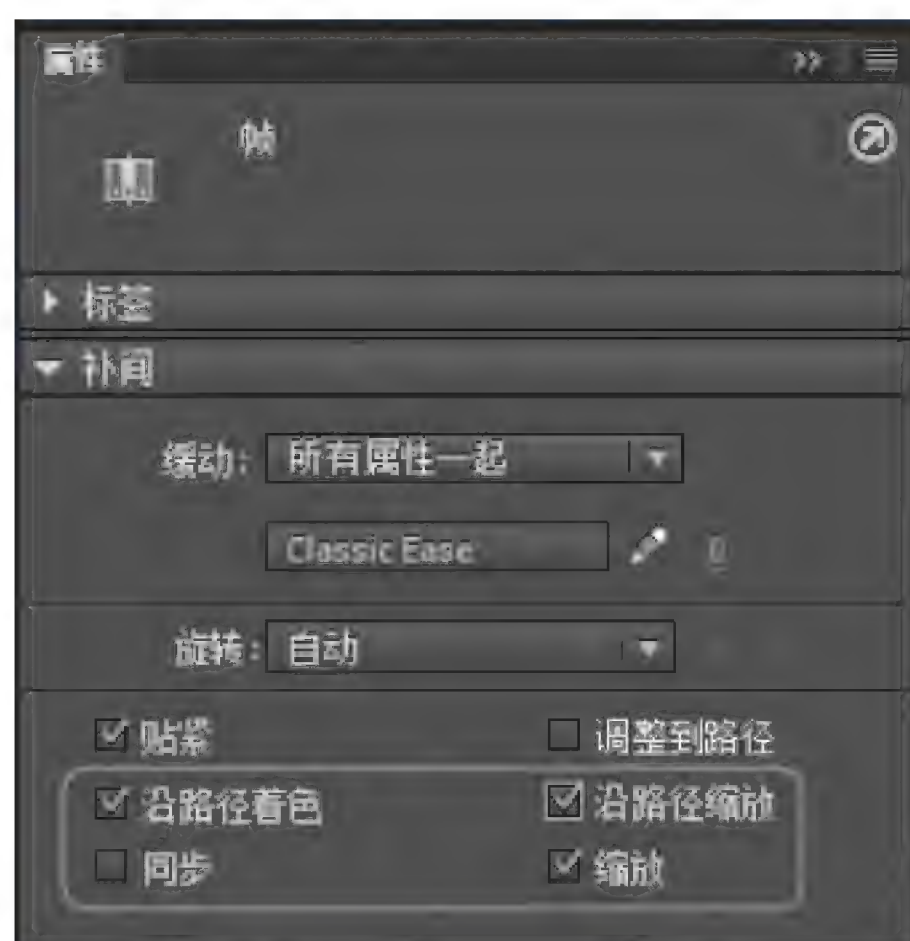 属性
帧
标签
补间
缓动: 所有属性一起
Classic Ease 0
旋转: 自动
贴紧 调整到路径
沿路径着色 沿路径缩放
同步 缩放